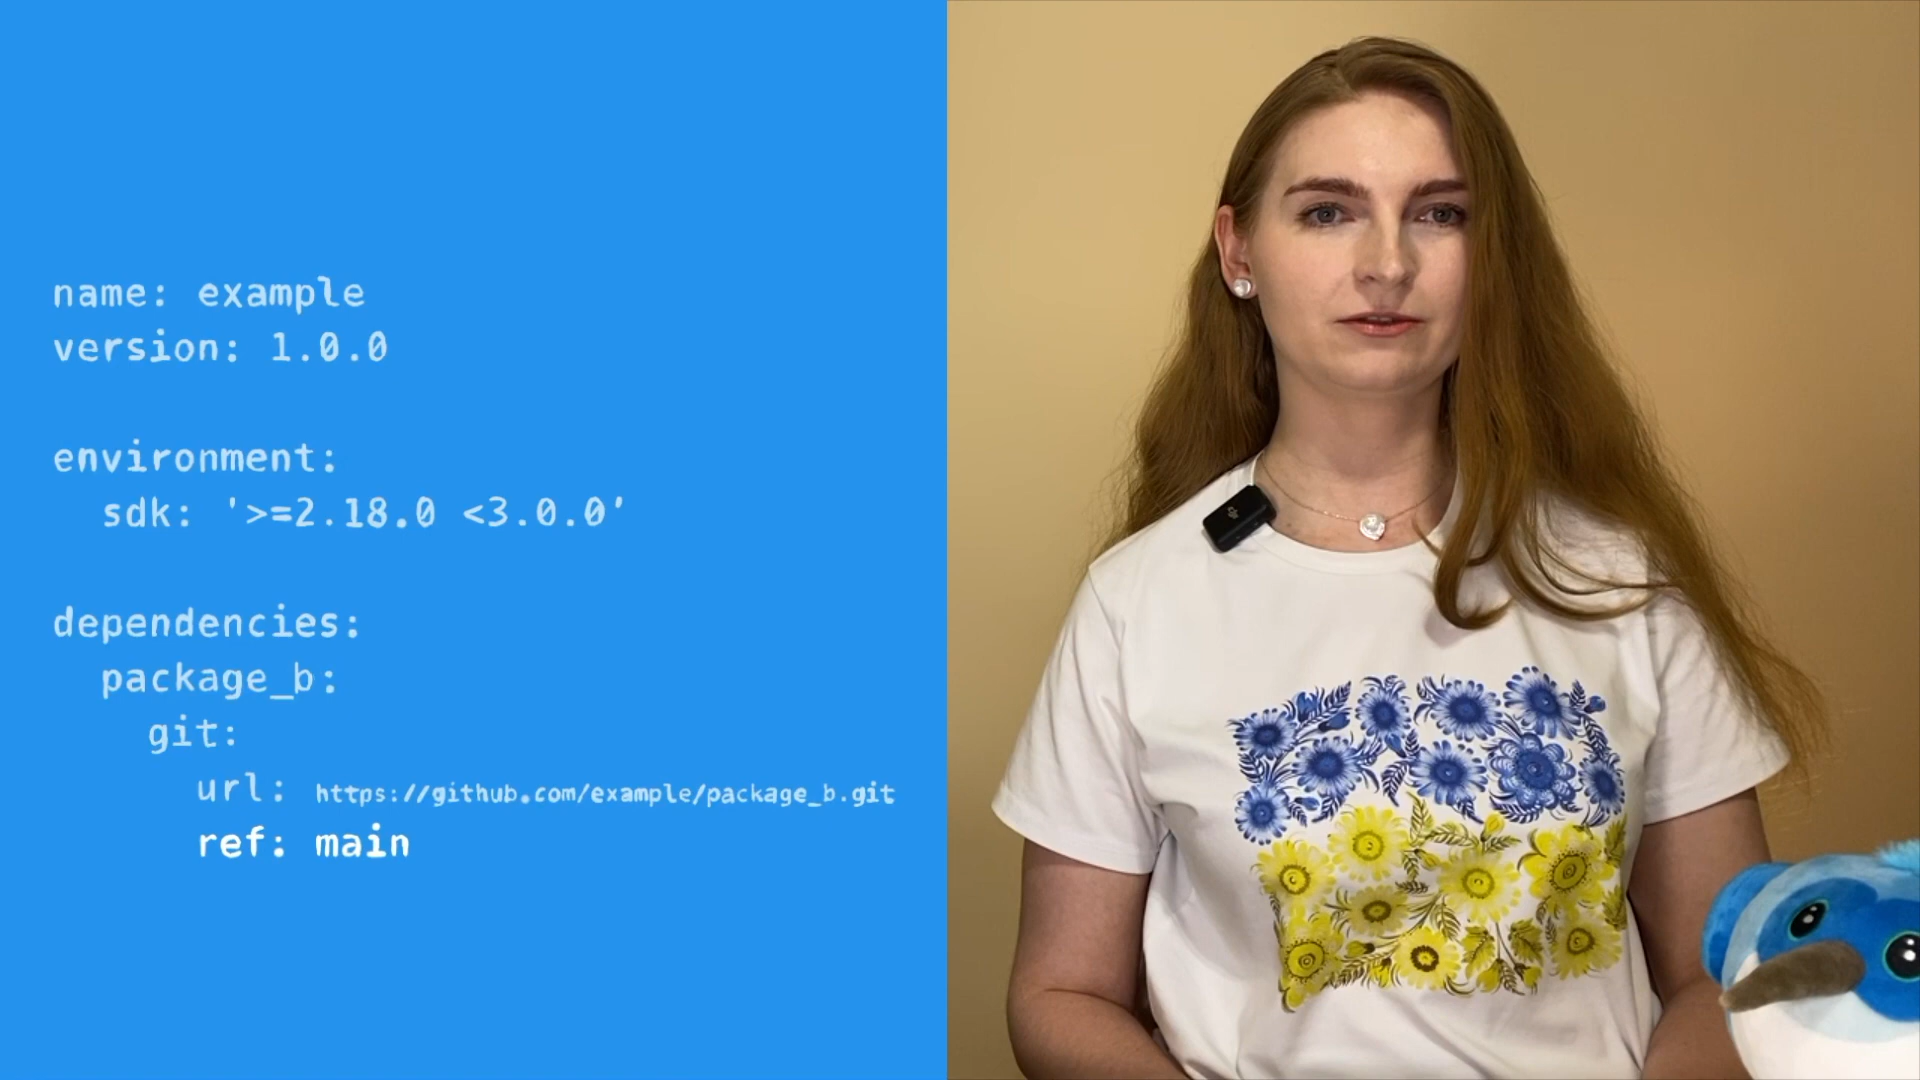 name: example
version: 1.0.0
environment:
sdk: '>=2.18.0 <3.0.0'
dependencies:
package_b:
git:
url: https://github.com/example/package_b.git
ref: main